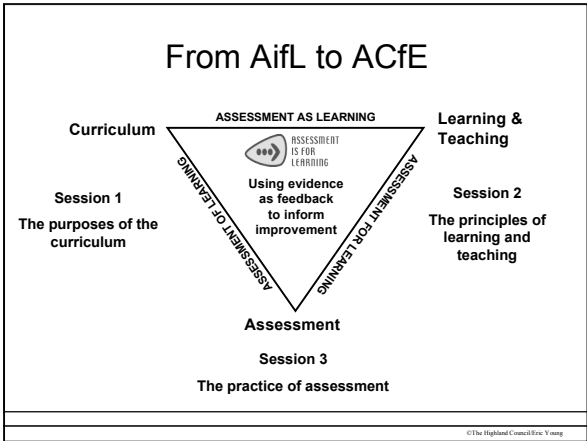 From AifL to ACfE
ASSESSMENT AS LEARNING
Curriculum
Learning &
Teaching
ASSESSMENT
IS FOR
LEARNING
Using evidence
as feedback
to inform
improvement
ASSESSMENT OF LEARNING
ASSESSMENT FOR LEARNING
Session 1
The purposes of the
curriculum
Session 2
The principles of
learning and
teaching
Assessment
Session 3
The practice of assessment
©The Highland Council/Eric Young